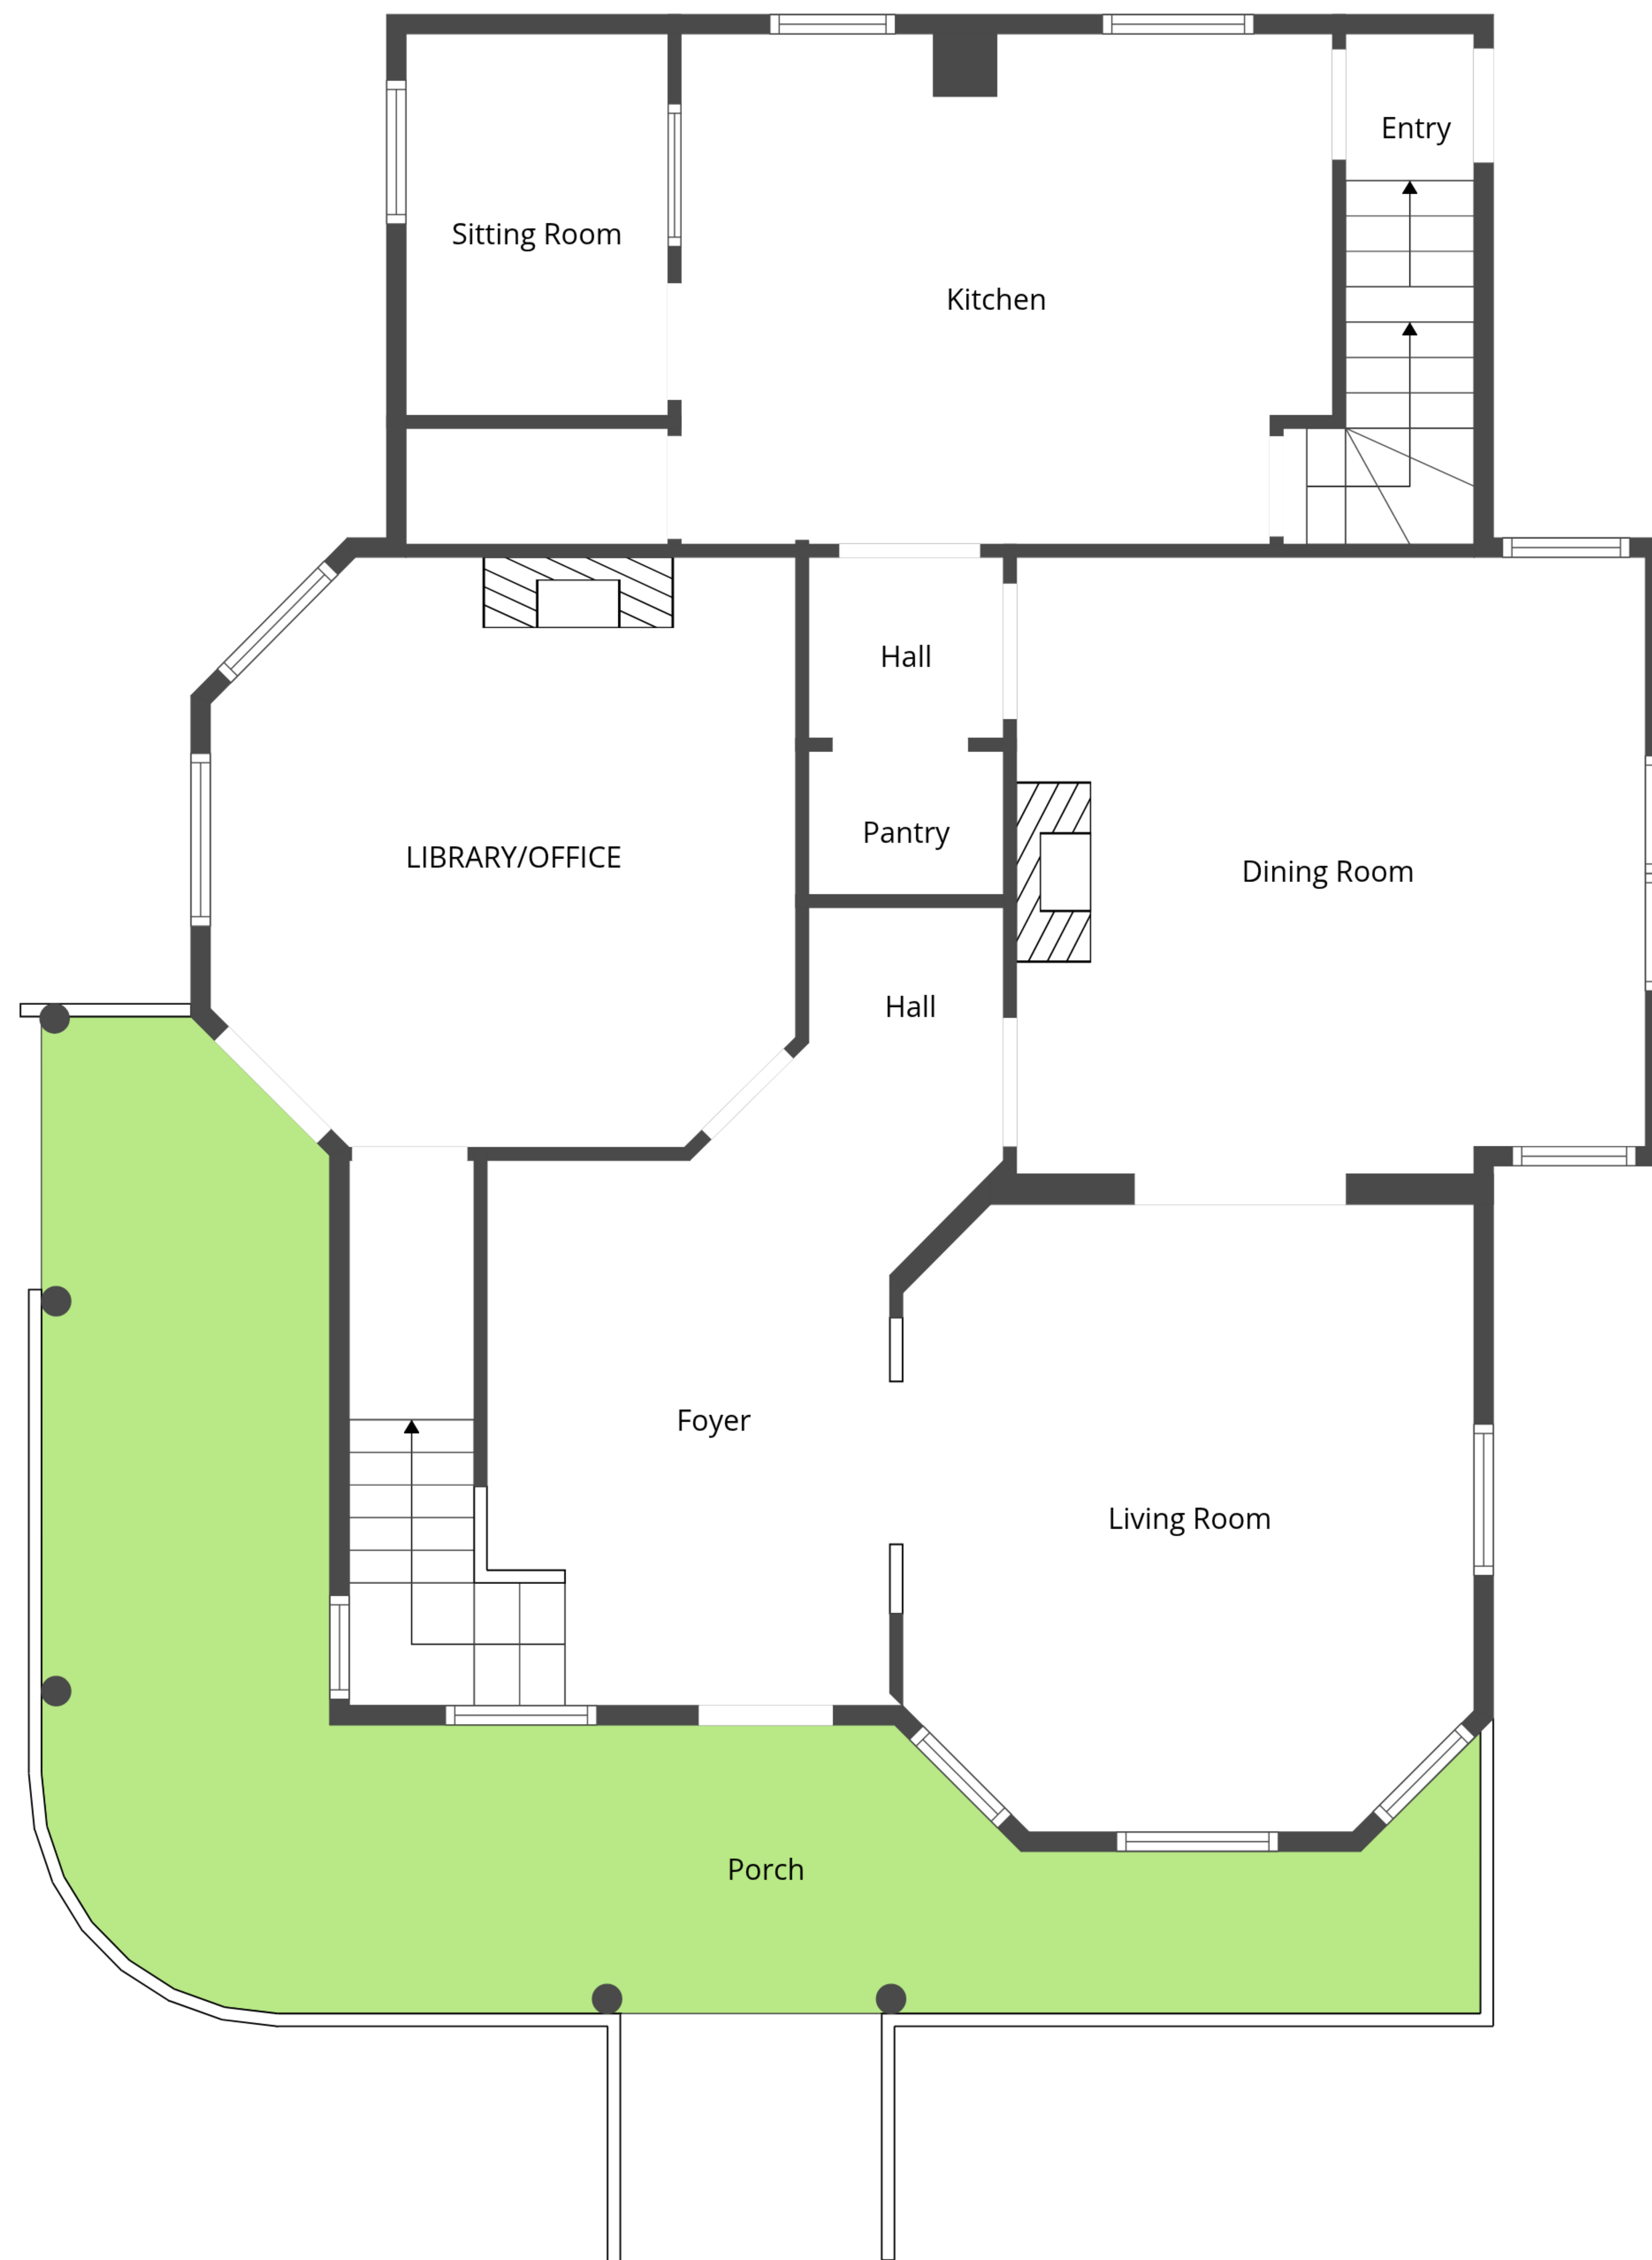 Entry
Sitting Room
Kitchen
Hall
Pantry
LIBRARY/OFFICE
Dining Room
Hall
Foyer
Living Room
Porch